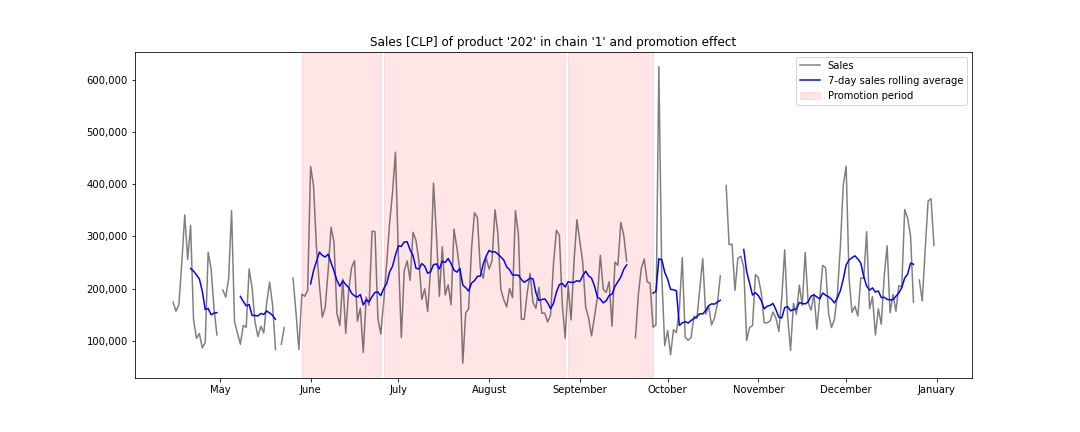 Sales [CLP] of product '202' in chain '1' and promotion effect
600,000
500,000
400,000
300,000
200,000
100,000
Sales
7-day sales rolling average
Promotion period
May June July August September October November December January